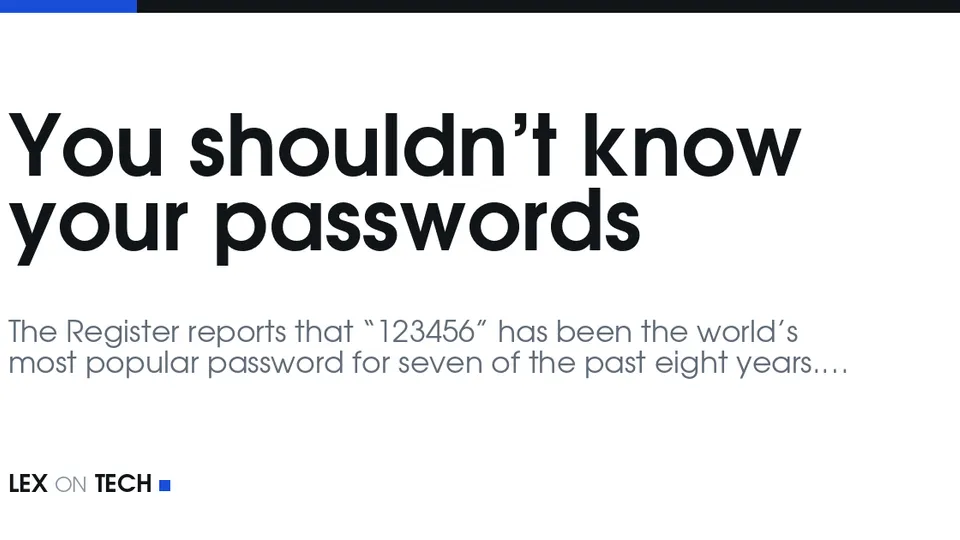 You shouldn’t know
your passwords
The Register reports that “123456” has been the world’s
most popular password for seven of the past eight years.…
LEX ON TECH